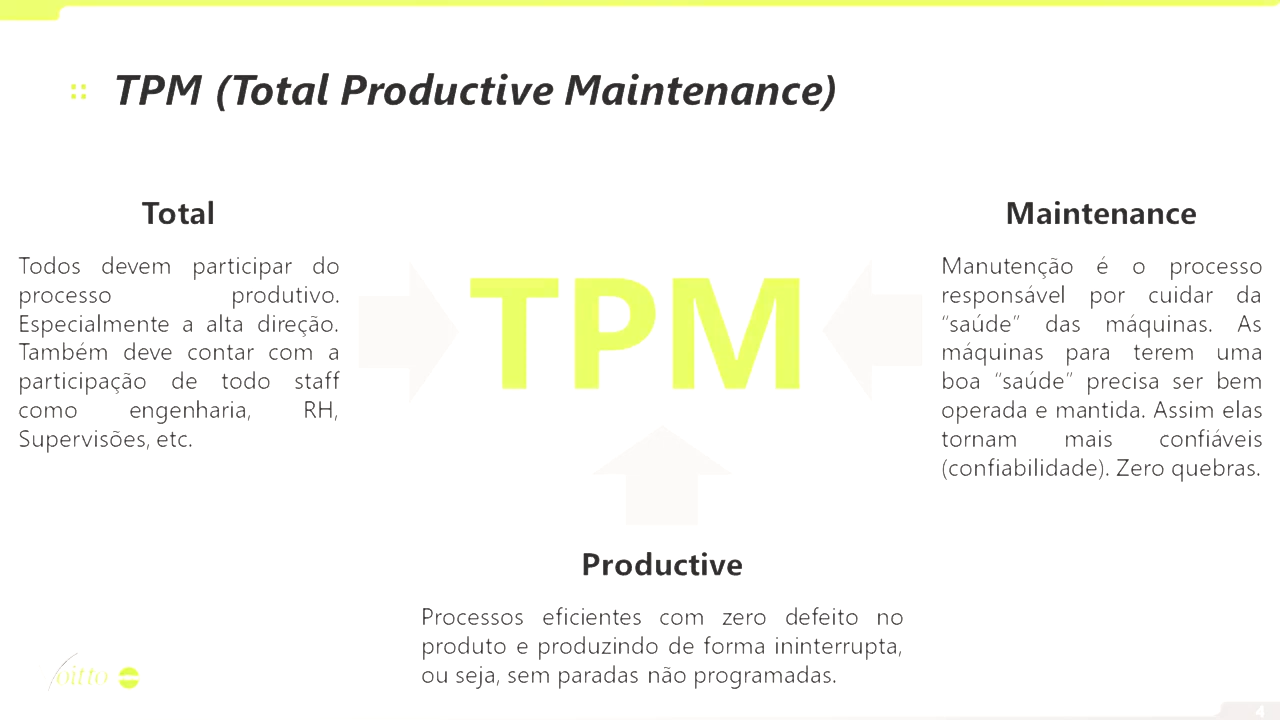 TPM (Total Productive Maintenance)
Total
Todos devem participar do
processo produtivo.
Especialmente a alta direção.
Também deve contar com a
participação de todo staff
como engenharia, RH,
Supervisões, etc.
TPM
Maintenance
Manutenção é o processo
responsável por cuidar da
“saúde” das máquinas. As
máquinas para terem uma
boa “saúde” precisa ser bem
operada e mantida. Assim elas
tornam mais confiáveis
(confiabilidade). Zero quebras.
Productive
Processos eficientes com zero defeito no
produto e produzindo de forma ininterrupta,
ou seja, sem paradas não programadas.
oitto
4